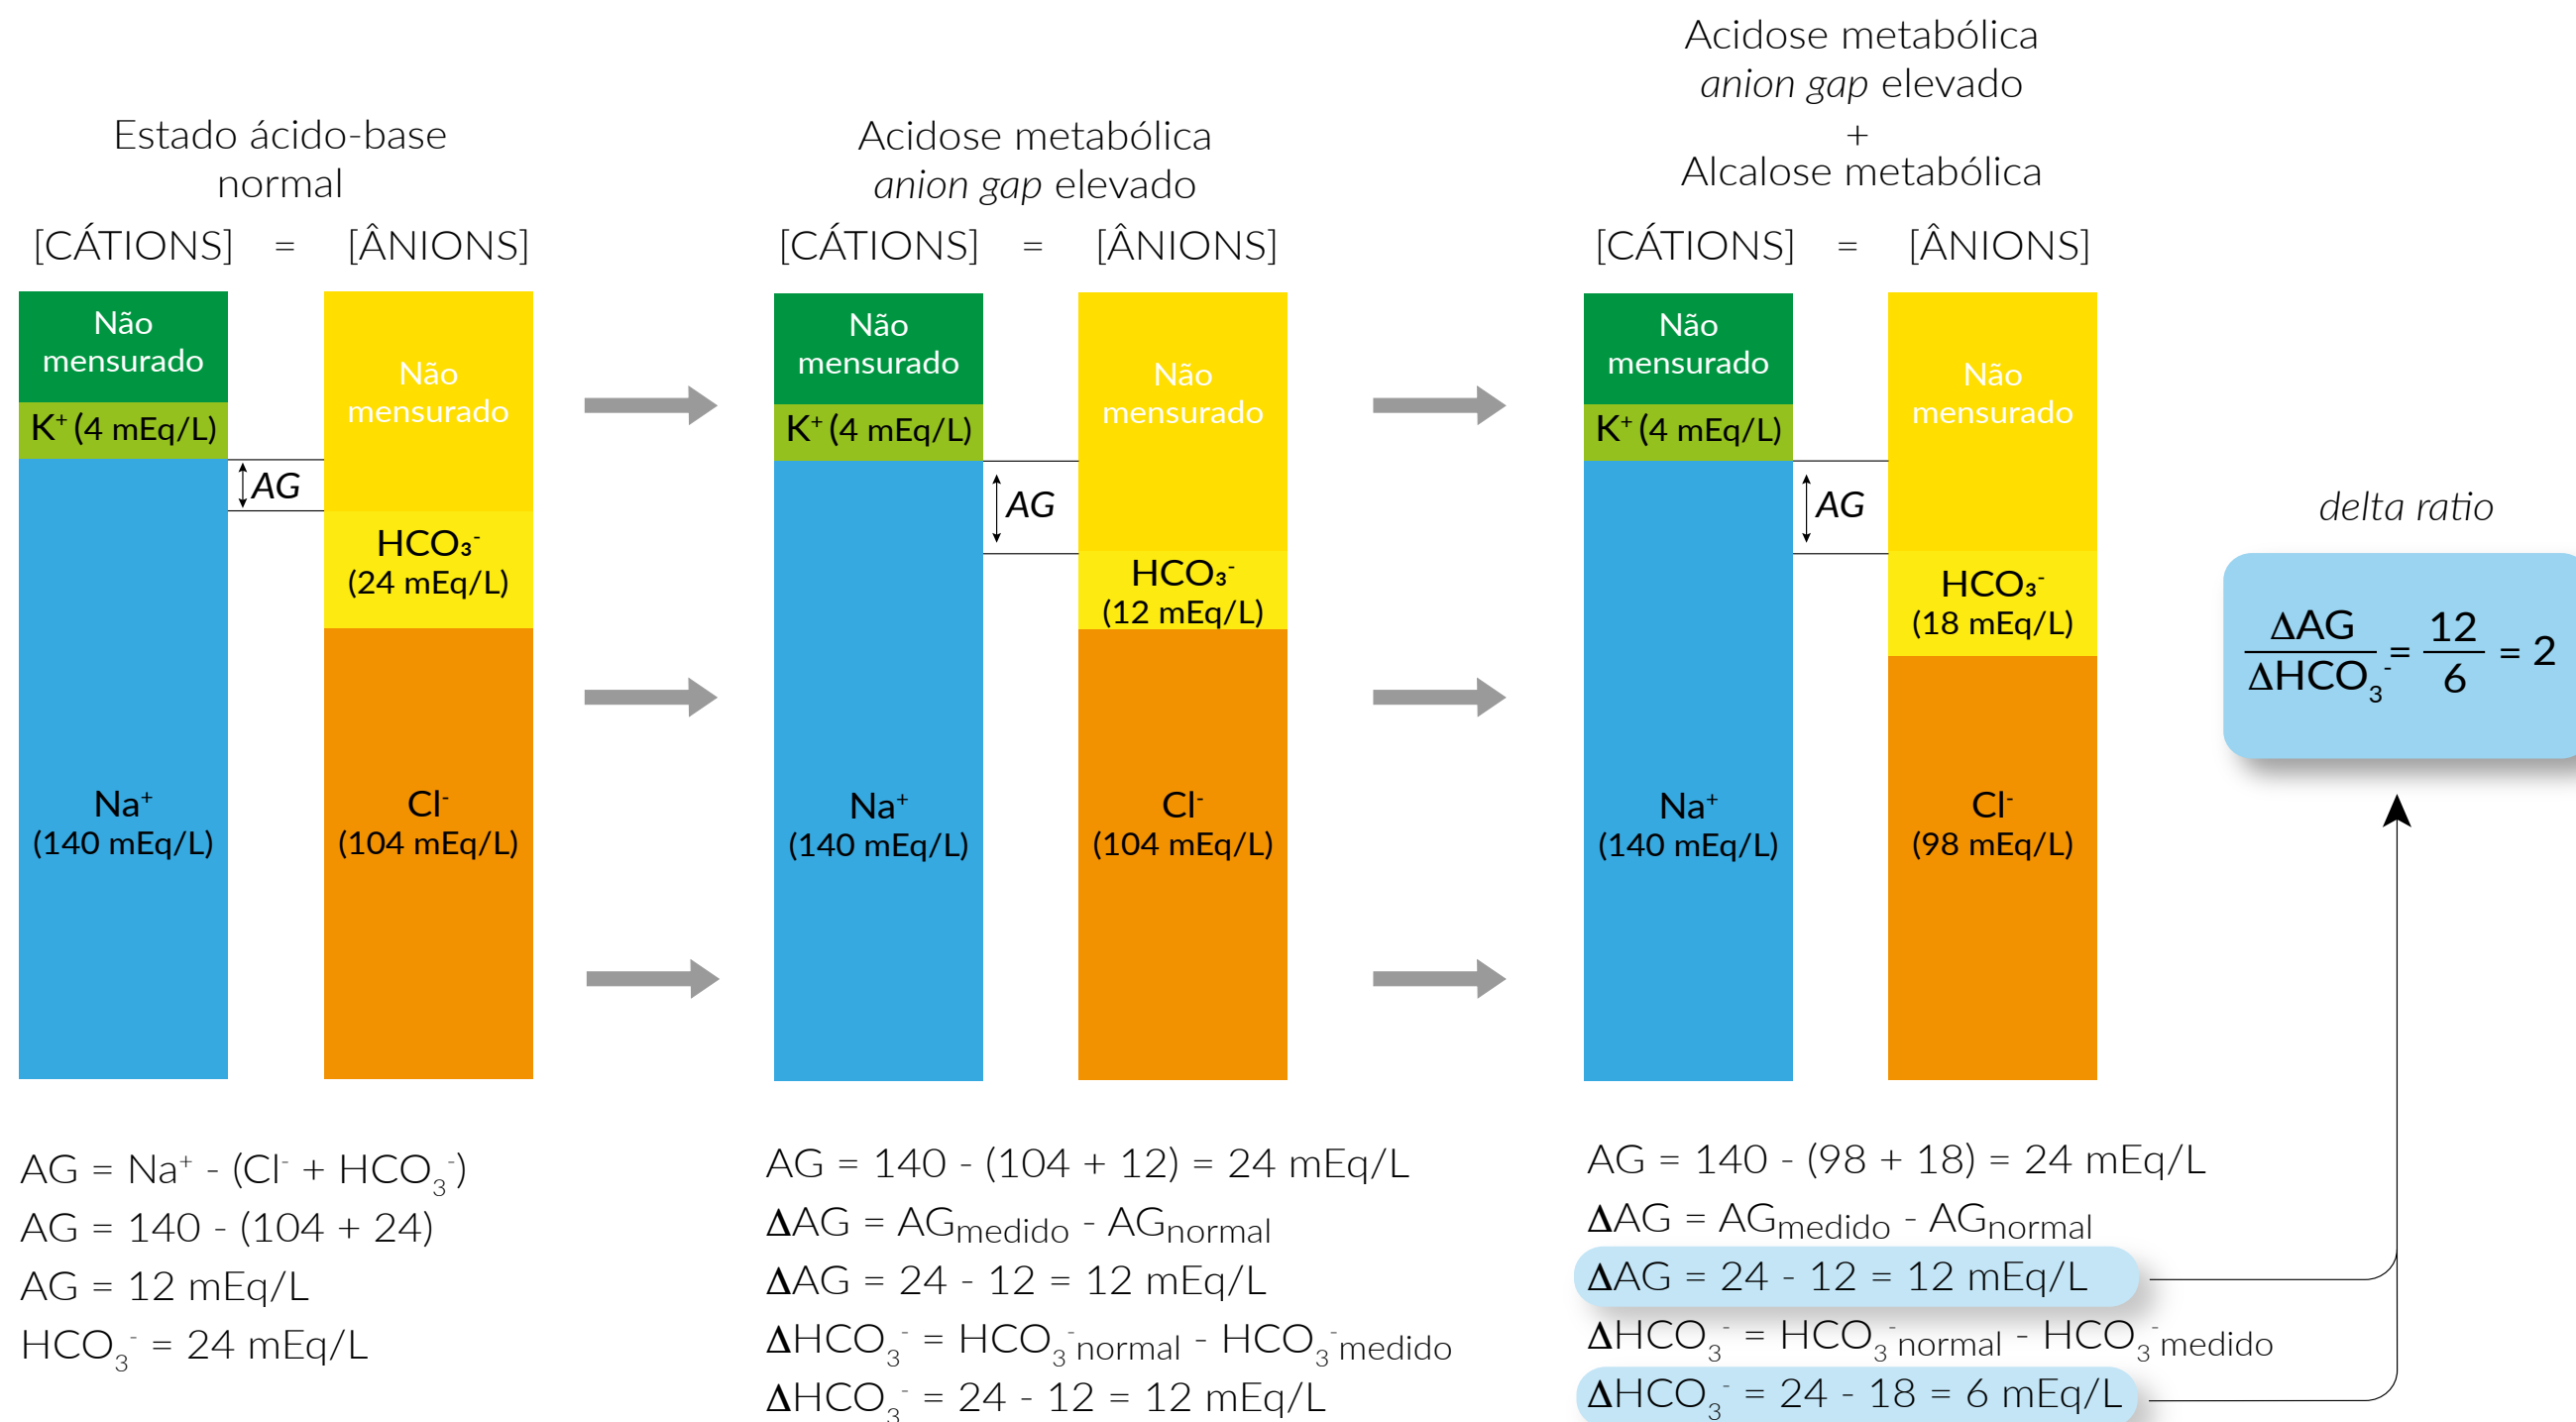 Estado ácido-base
normal
[CÁTIONS] = [ÂNIONS]
Não
mensurado
K⁺ (4 mEq/L)
Na⁺
(140 mEq/L)
AG
Não
mensurado
HCO₃⁻
(24 mEq/L)
Cl⁻
(104 mEq/L)
AG = Na⁺ - (Cl⁻ + HCO₃⁻)
AG = 140 - (104 + 24)
AG = 12 mEq/L
HCO₃⁻ = 24 mEq/L
Acidose metabólica
anion gap elevado
[CÁTIONS] = [ÂNIONS]
Não
mensurado
K⁺ (4 mEq/L)
Na⁺
(140 mEq/L)
AG
Não
mensurado
HCO₃⁻
(12 mEq/L)
Cl⁻
(104 mEq/L)
AG = 140 - (104 + 12) = 24 mEq/L
ΔAG = AGmedido - AGnormal
ΔAG = 24 - 12 = 12 mEq/L
ΔHCO₃⁻ = HCO₃⁻normal - HCO₃⁻medido
ΔHCO₃⁻ = 24 - 12 = 12 mEq/L
Acidose metabólica
anion gap elevado
+
Alcalose metabólica
[CÁTIONS] = [ÂNIONS]
Não
mensurado
K⁺ (4 mEq/L)
Na⁺
(140 mEq/L)
AG
Não
mensurado
HCO₃⁻
(18 mEq/L)
Cl⁻
(98 mEq/L)
AG = 140 - (98 + 18) = 24 mEq/L
ΔAG = AGmedido - AGnormal
ΔAG = 24 - 12 = 12 mEq/L
ΔHCO₃⁻ = HCO₃⁻normal - HCO₃⁻medido
ΔHCO₃⁻ = 24 - 18 = 6 mEq/L
delta ratio
ΔAG/ΔHCO₃⁻ = 12/6 = 2